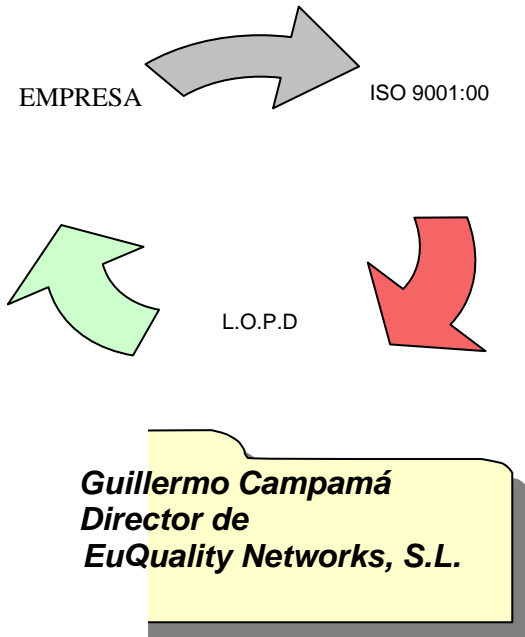 EMPRESA
ISO 9001:00
L.O.P.D
Guillermo Campamá
Director de
EuQuality Networks, S.L.